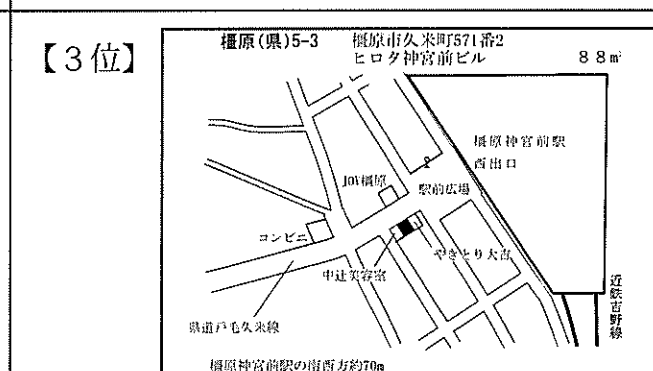 【3位】
橿原(県)5-3
橿原市久米町571番2
ヒロタ神宮前ビル
88㎡
橿原神宮前駅
西出口
JOY橿原
駅前広場
コンビニ
中辻美容室
やきとり大吉
県道戸毛久米線
近鉄吉野線
橿原神宮前駅の南西方約70m